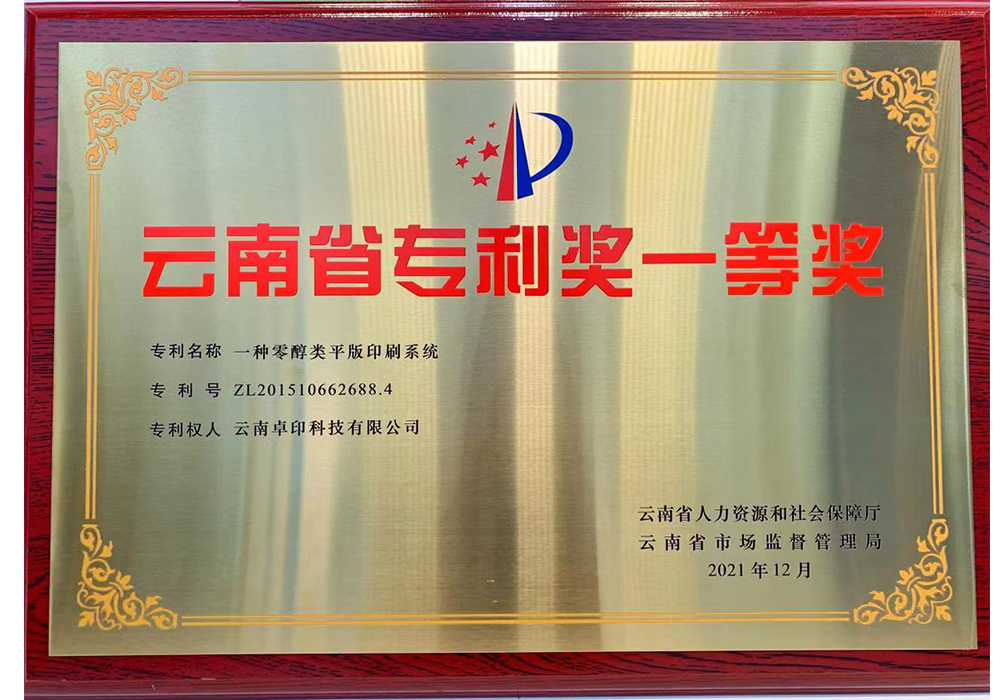 云南省专利奖一等奖
专利名称 一种零醇类平版印刷系统
专利号 ZL201510662688.4
专利权人 云南卓印科技有限公司
云南省人力资源和社会保障厅
云南省市场监督管理局
2021年12月